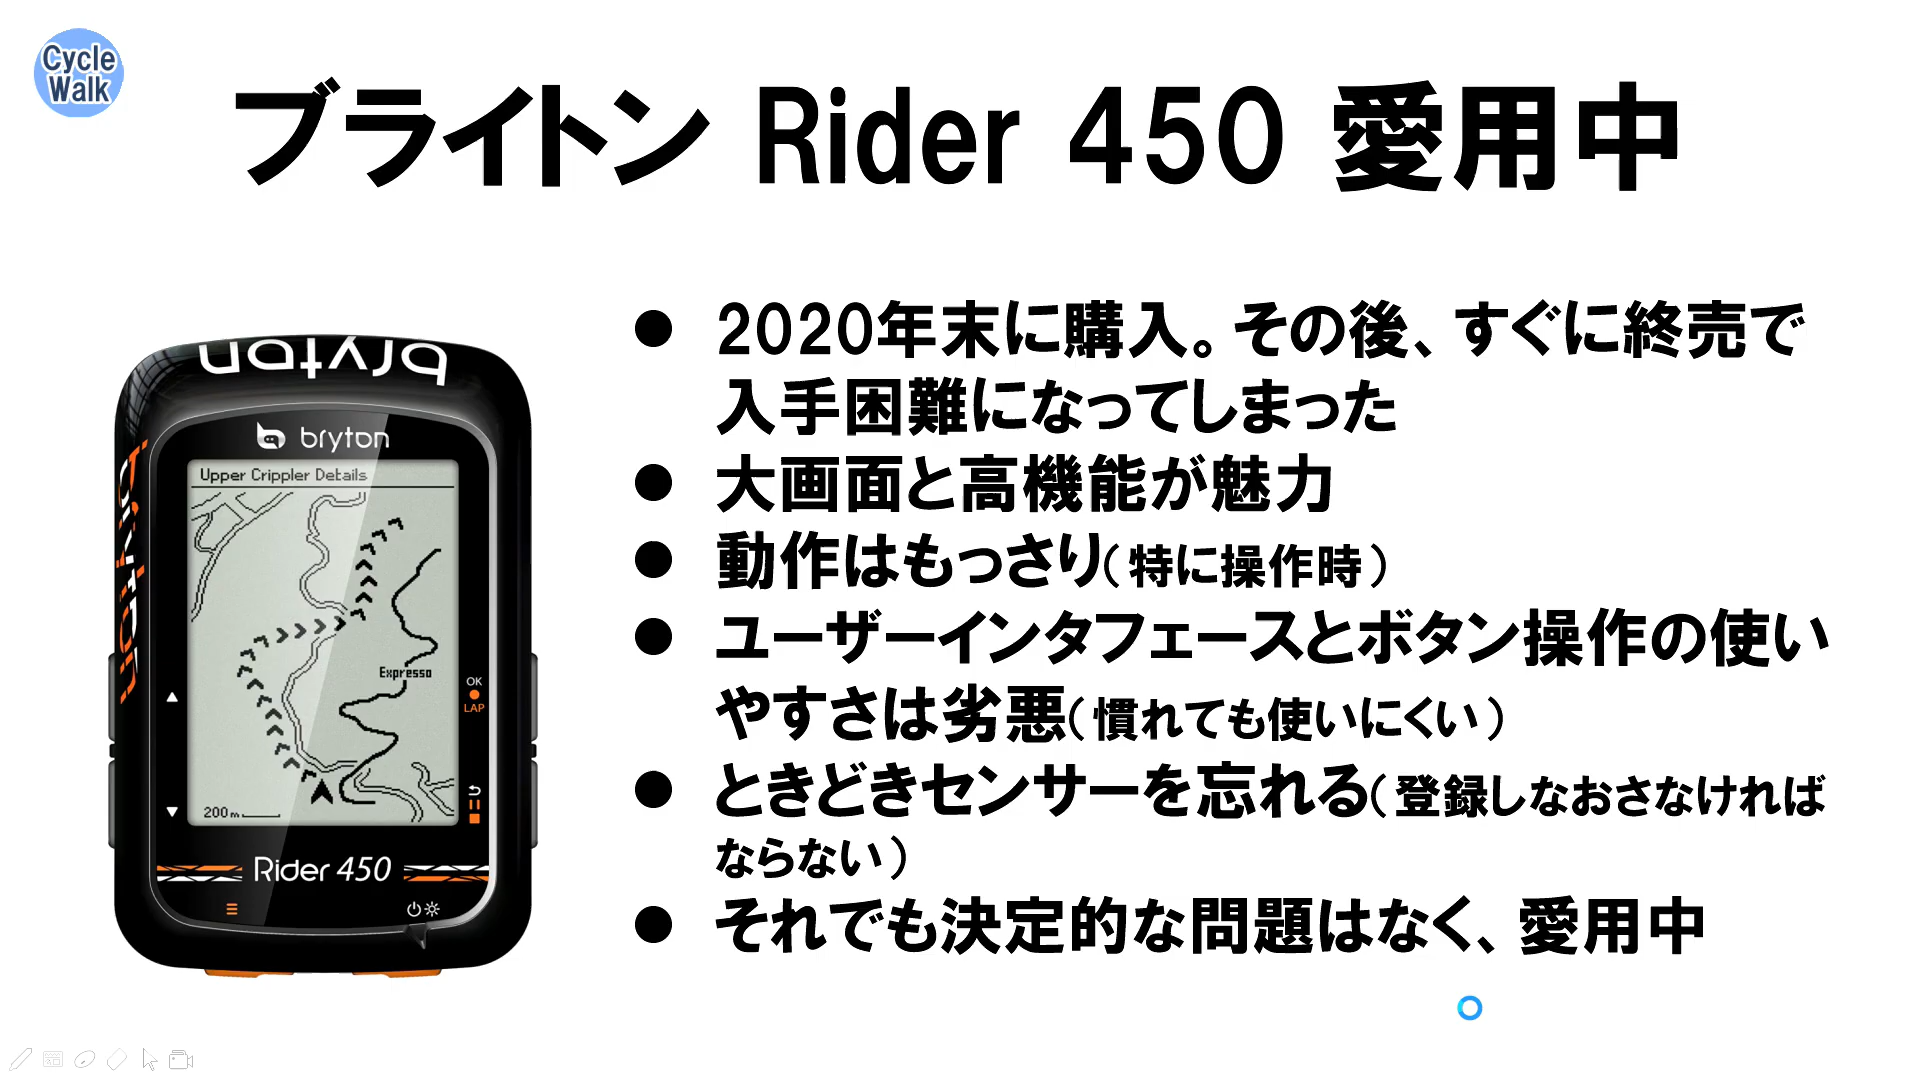 Cycle
Walk
ブライトン Rider 450 愛用中
● 2020年末に購入。その後、すぐに終売で
入手困難になってしまった
● 大画面と高機能が魅力
● 動作はもっさり（特に操作時）
● ユーザーインタフェースとボタン操作の使い
やすさは劣悪（慣れても使いにくい）
● ときどきセンサーを忘れる（登録しなおさなければ
ならない）
● それでも決定的な問題はなく、愛用中
bryton
bryton
bryton
Upper Crippler Details
Expresso
OK
LAP
200m
Rider 450